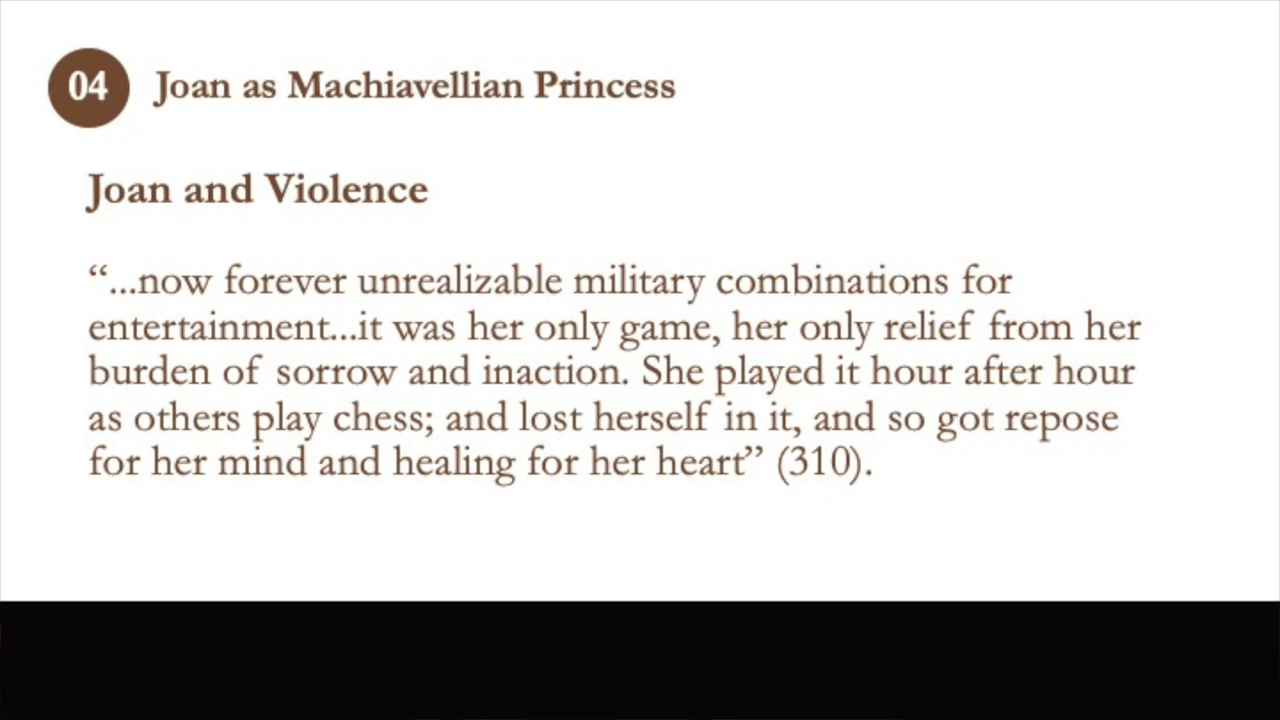 04 Joan as Machiavellian Princess
Joan and Violence
“...now forever unrealizable military combinations for
entertainment...it was her only game, her only relief from her
burden of sorrow and inaction. She played it hour after hour
as others play chess; and lost herself in it, and so got repose
for her mind and healing for her heart” (310).